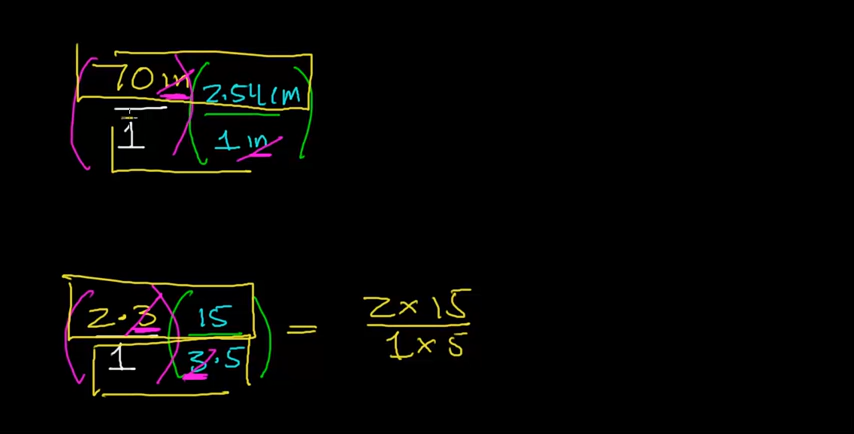 70 in 2.54 cm
1 1 in
2·3 15 = 2×15
1 3·5 1×5